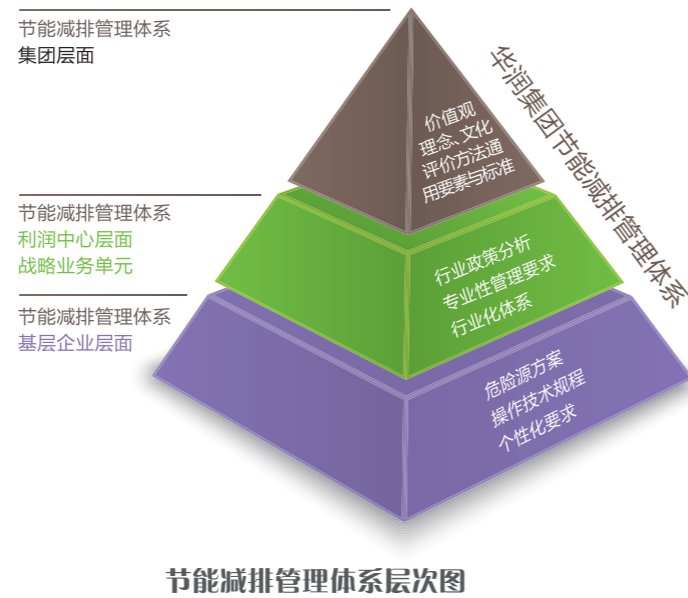 节能减排管理体系
集团层面
价值观
理念、文化
评价方法通
用要素与标准
华润集团节能减排管理体系
节能减排管理体系
利润中心层面
战略业务单元
行业政策分析
专业性管理要求
行业化体系
节能减排管理体系
基层企业层面
危险源方案
操作技术规程
个性化要求
节能减排管理体系层次图